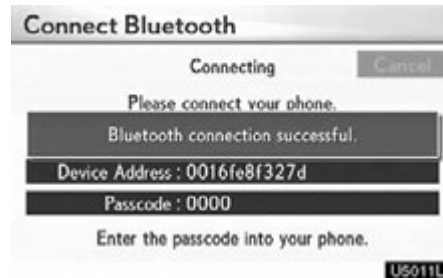 Connect Bluetooth
Connecting
Cancel
Please connect your phone.
Bluetooth connection successful.
Device Address : 0016fe8f327d
Passcode : 0000
Enter the passcode into your phone.
US011L